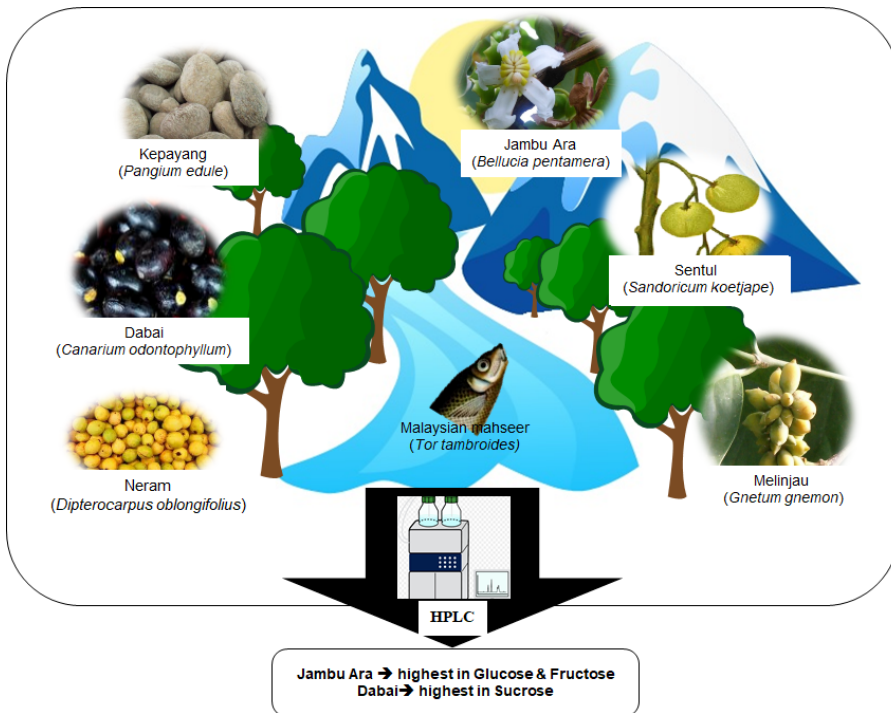 Kepayang
(Pangium edule)
Jambu Ara
(Bellucia pentamera)
Sentul
(Sandoricum koetjape)
Dabai
(Canarium odontophyllum)
Malaysian mahseer
(Tor tambroides)
Neram
(Dipterocarpus oblongifolius)
Melinjau
(Gnetum gnemon)
HPLC
Jambu Ara ➔ highest in Glucose & Fructose
Dabai➔ highest in Sucrose